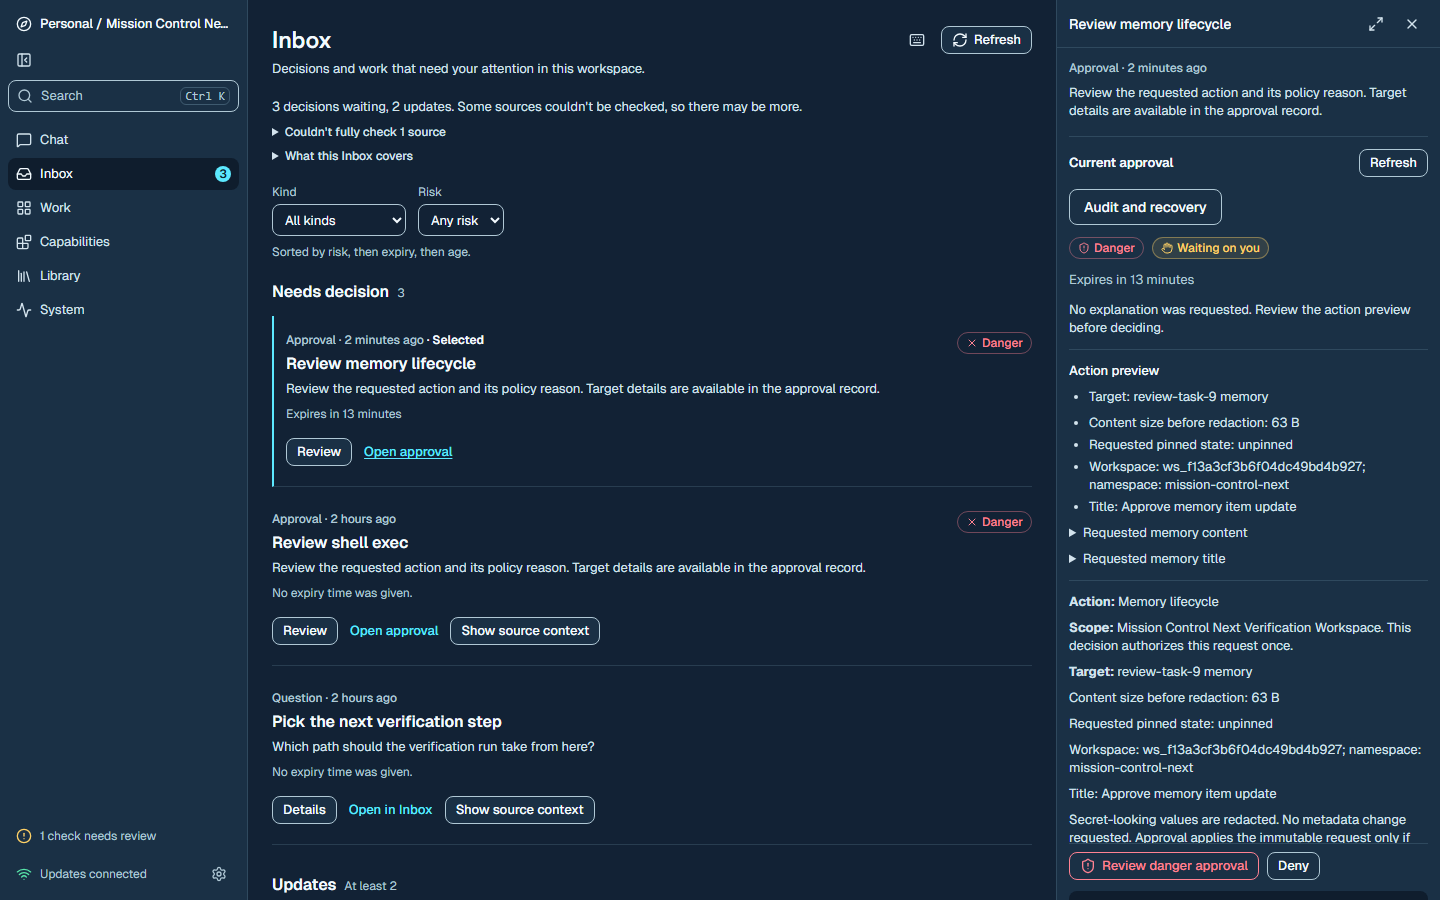 Personal / Mission Control Ne...
Search
Ctrl K
Chat
Inbox
3
Work
Capabilities
Library
System
1 check needs review
Updates connected
Inbox
Refresh
Decisions and work that need your attention in this workspace.
3 decisions waiting, 2 updates. Some sources couldn't be checked, so there may be more.
Couldn't fully check 1 source
What this Inbox covers
Kind
Risk
All kinds
Any risk
Sorted by risk, then expiry, then age.
Needs decision 3
Approval · 2 minutes ago · Selected
Danger
Review memory lifecycle
Review the requested action and its policy reason. Target details are available in the approval record.
Expires in 13 minutes
Review
Open approval
Approval · 2 hours ago
Danger
Review shell exec
Review the requested action and its policy reason. Target details are available in the approval record.
No expiry time was given.
Review
Open approval
Show source context
Question · 2 hours ago
Pick the next verification step
Which path should the verification run take from here?
No expiry time was given.
Details
Open in Inbox
Show source context
Updates At least 2
Review memory lifecycle
Approval · 2 minutes ago
Review the requested action and its policy reason. Target
details are available in the approval record.
Current approval
Refresh
Audit and recovery
Danger
Waiting on you
Expires in 13 minutes
No explanation was requested. Review the action preview
before deciding.
Action preview
• Target: review-task-9 memory
• Content size before redaction: 63 B
• Requested pinned state: unpinned
• Workspace: ws_f13a3cf3b6f04dc49bd4b927;
namespace: mission-control-next
• Title: Approve memory item update
Requested memory content
Requested memory title
Action: Memory lifecycle
Scope: Mission Control Next Verification Workspace. This
decision authorizes this request once.
Target: review-task-9 memory
Content size before redaction: 63 B
Requested pinned state: unpinned
Workspace: ws_f13a3cf3b6f04dc49bd4b927; namespace:
mission-control-next
Title: Approve memory item update
Secret-looking values are redacted. No metadata change
requested. Approval applies the immutable request only if
Review danger approval
Deny